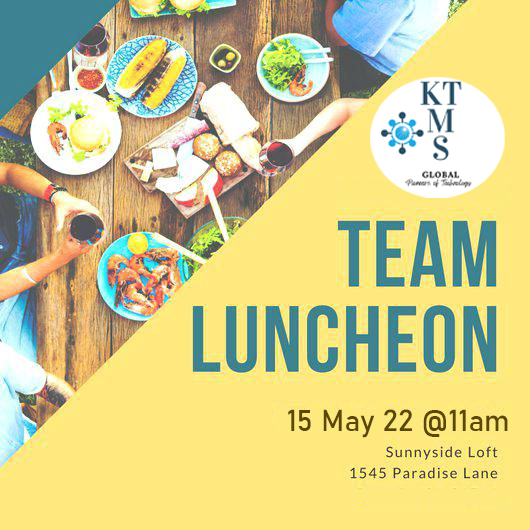 KT
M
S
GLOBAL
Pioneers of Technology
TEAM
LUNCHEON
15 May 22 @11am
Sunnyside Loft
1545 Paradise Lane